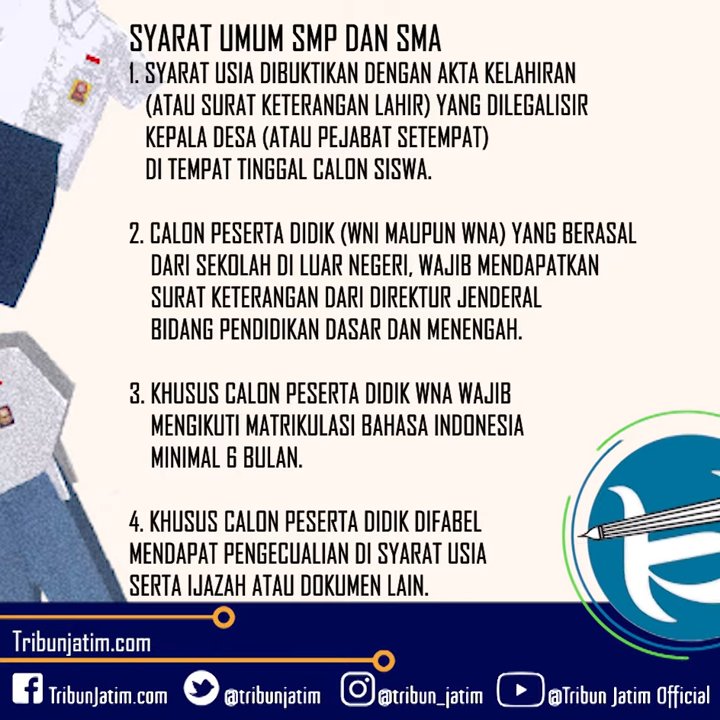 SYARAT UMUM SMP DAN SMA
1. SYARAT USIA DIBUKTIKAN DENGAN AKTA KELAHIRAN
(ATAU SURAT KETERANGAN LAHIR) YANG DILEGALISIR
KEPALA DESA (ATAU PEJABAT SETEMPAT)
DI TEMPAT TINGGAL CALON SISWA.
2. CALON PESERTA DIDIK (WNI MAUPUN WNA) YANG BERASAL
DARI SEKOLAH DI LUAR NEGERI, WAJIB MENDAPATKAN
SURAT KETERANGAN DARI DIREKTUR JENDERAL
BIDANG PENDIDIKAN DASAR DAN MENENGAH.
3. KHUSUS CALON PESERTA DIDIK WNA WAJIB
MENGIKUTI MATRIKULASI BAHASA INDONESIA
MINIMAL 6 BULAN.
4. KHUSUS CALON PESERTA DIDIK DIFABEL
MENDAPAT PENGECUALIAN DI SYARAT USIA
SERTA IJAZAH ATAU DOKUMEN LAIN.
Tribunjatim.com
TribunJatim.com @tribunjatim @tribun_jatim @Tribun Jatim Official